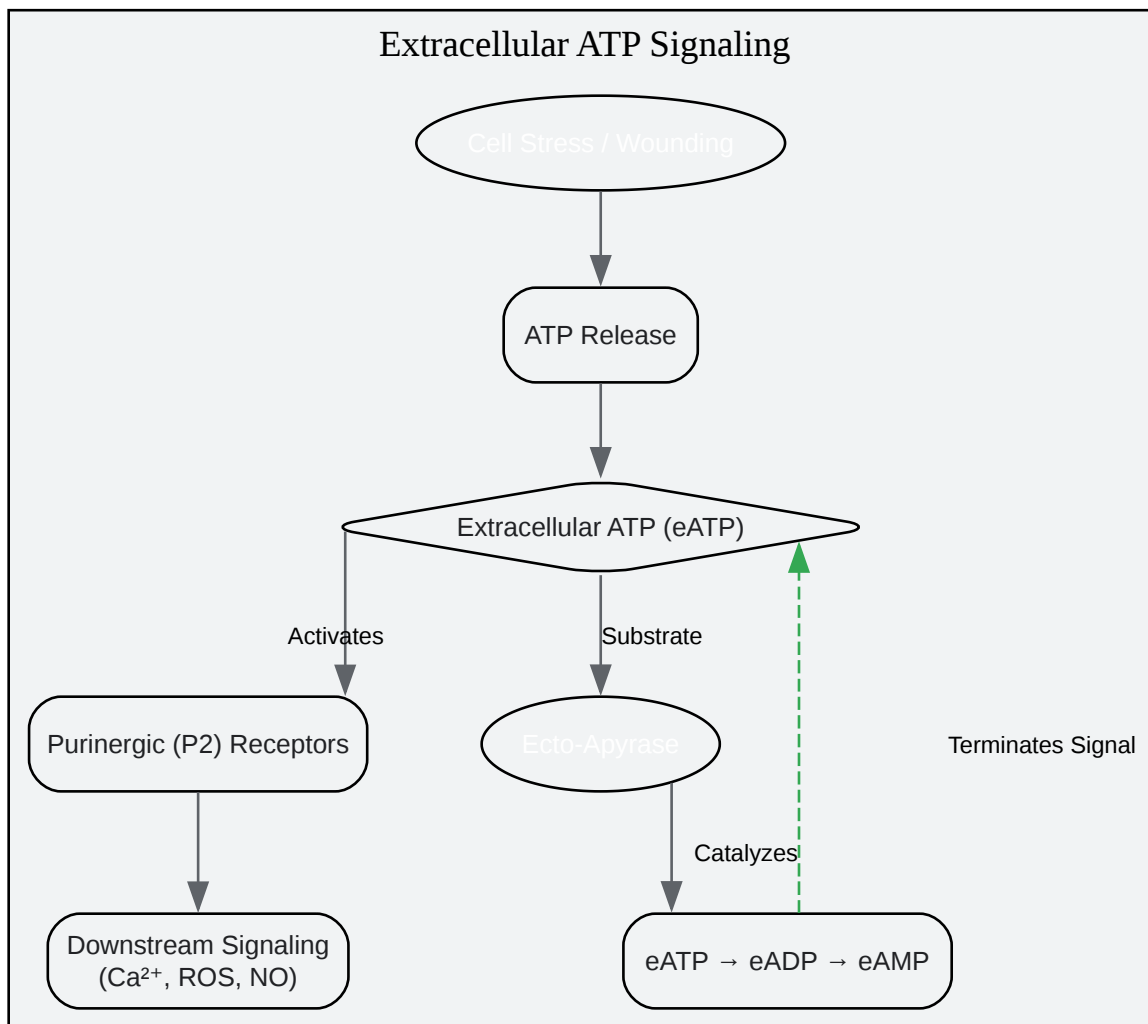 Extracellular ATP Signaling
Cell Stress / Wounding
ATP Release
Extracellular ATP (eATP)
Activates
Substrate
Purinergic (P2) Receptors
Ecto-Apyrase
Terminates Signal
Catalyzes
Downstream Signaling
(Ca²⁺, ROS, NO)
eATP → eADP → eAMP